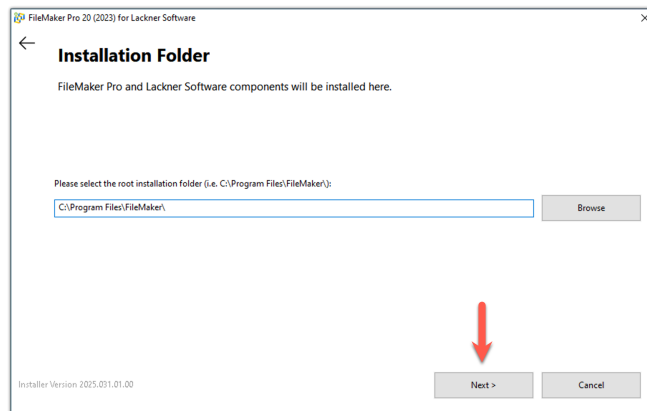 FileMaker Pro 20 (2023) for Lackner Software
Installation Folder
FileMaker Pro and Lackner Software components will be installed here.
Please select the root installation folder (i.e. C:\Program Files\FileMaker\):
C:\Program Files\FileMaker\
Browse
Installer Version 2025.031.01.00
Next >
Cancel